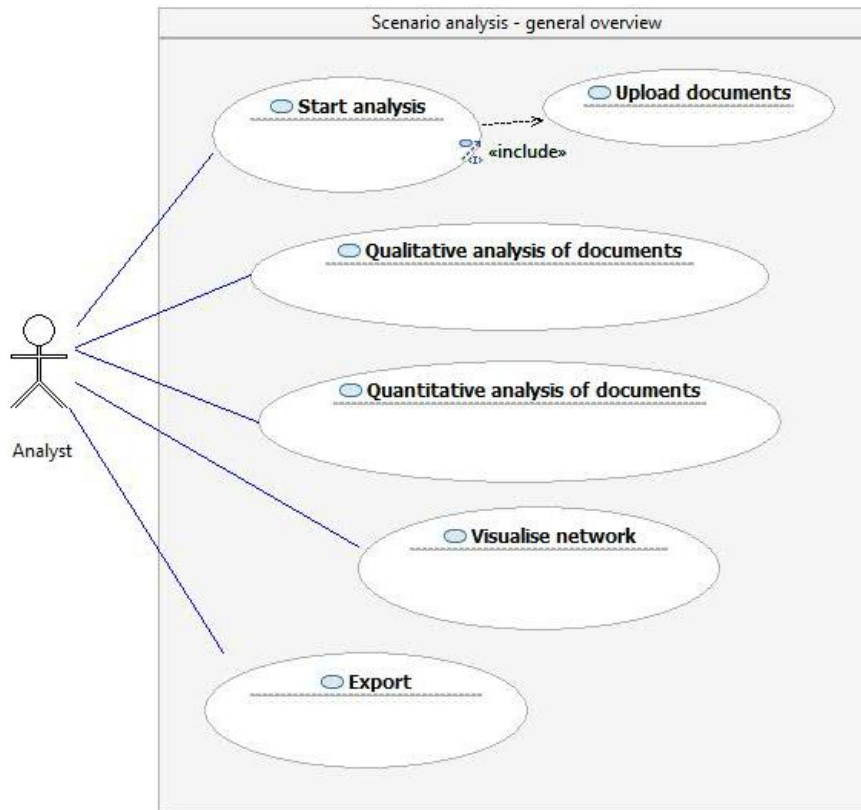 Scenario analysis - general overview
Start analysis
Upload documents
«include»
Qualitative analysis of documents
Quantitative analysis of documents
Analyst
Visualise network
Export